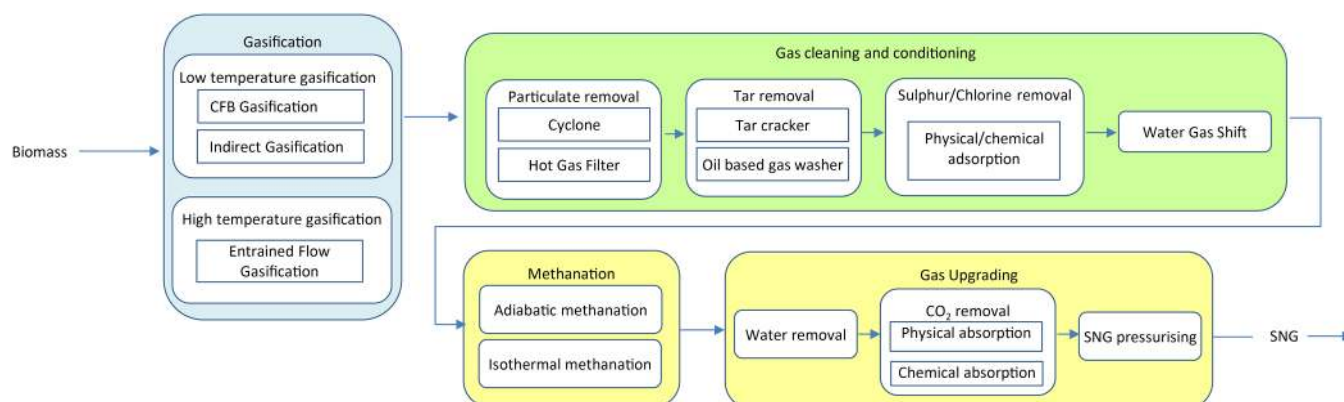 Biomass
Gasification
Low temperature gasification
CFB Gasification
Indirect Gasification
High temperature gasification
Entrained Flow
Gasification
Gas cleaning and conditioning
Particulate removal
Cyclone
Hot Gas Filter
Tar removal
Tar cracker
Oil based gas washer
Sulphur/Chlorine removal
Physical/chemical
adsorption
Water Gas Shift
Methanation
Adiabatic methanation
Isothermal methanation
Gas Upgrading
Water removal
CO₂ removal
Physical absorption
Chemical absorption
SNG pressurising
SNG